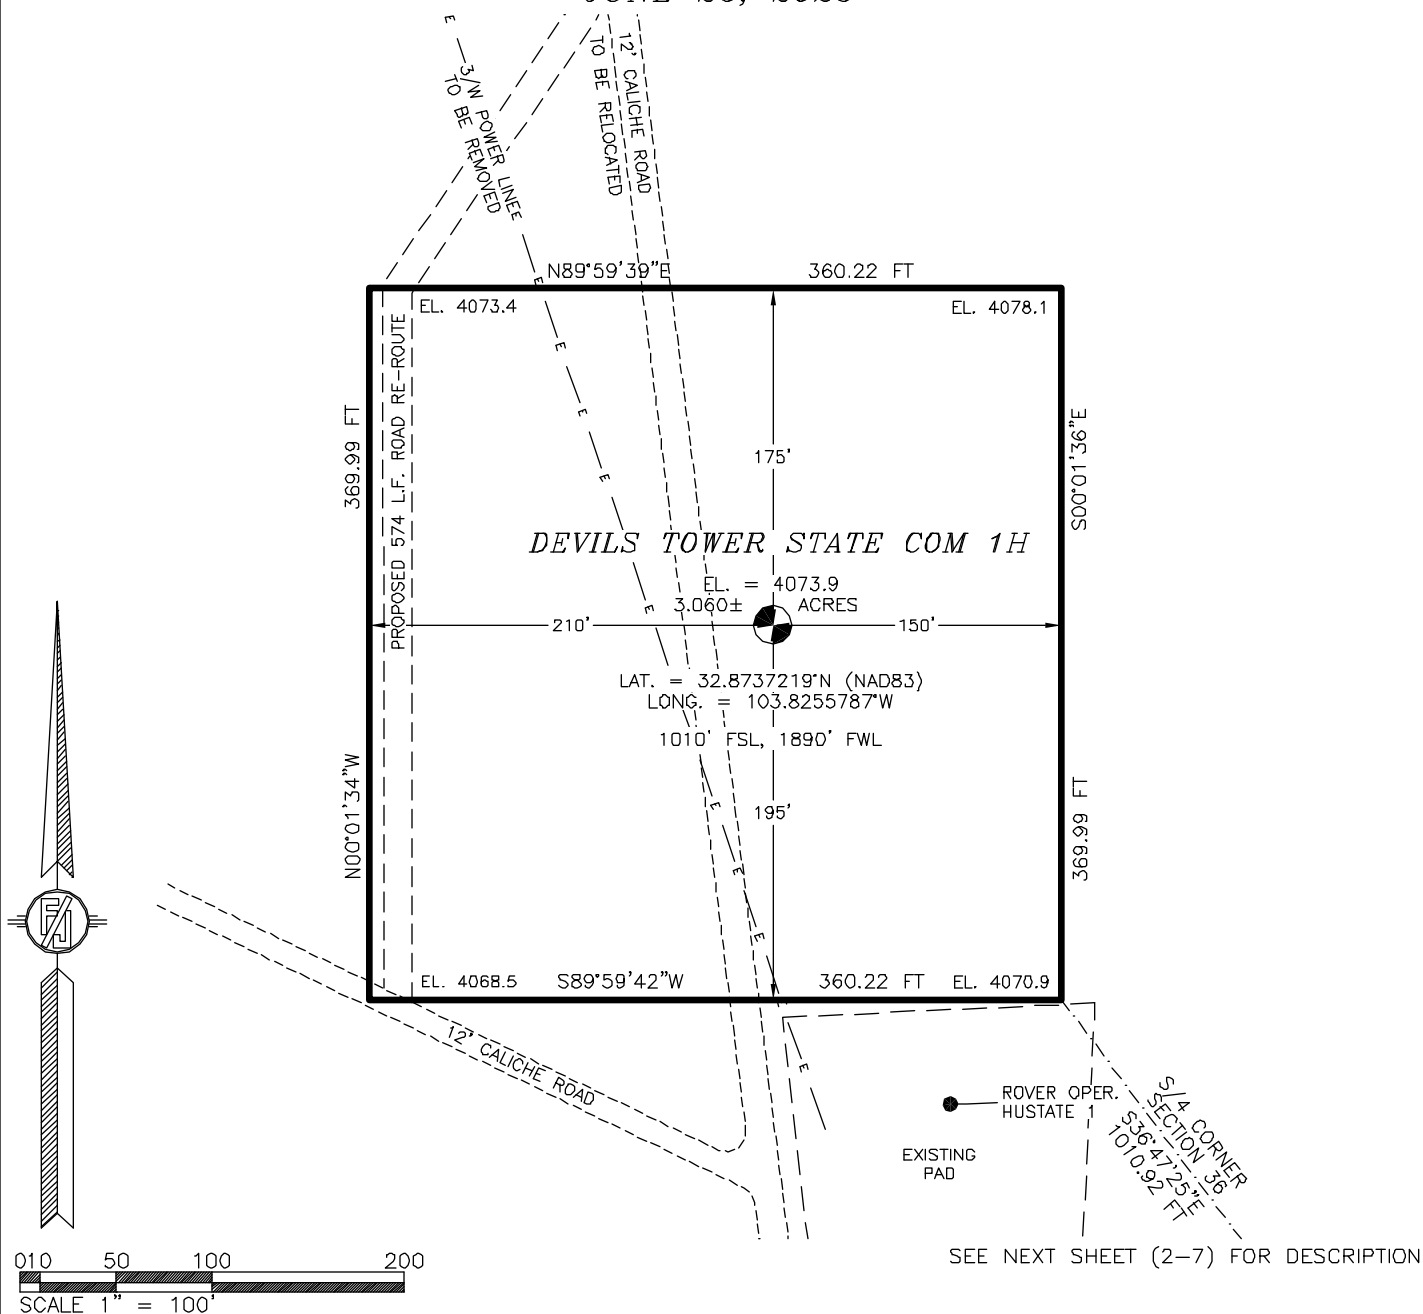 E
12' CALICHE ROAD
TO BE RELOCATED
3/W POWER LINE
TO BE REMOVED
E
N89°59'39"E 360.22 FT
E
EL. 4073.4 EL. 4078.1
PROPOSED 574 L.F. ROAD RE-ROUTE
E
369.99 FT
S00°01'36"E
E
175'
E
DEVILS TOWER STATE COM 1H
EL. = 4073.9
3.060± ACRES
E
210' 150'
LAT. = 32.8737219°N (NAD83)
LONG. = 103.8255787°W
1010' FSL, 1890' FWL
N00°01'34"W
E
195'
369.99 FT
E
FSJ
E
EL. 4068.5 S89°59'42"W 360.22 FT EL. 4070.9
12' CALICHE ROAD
E
ROVER OPER.
HUSTATE 1
EXISTING
PAD
S/4 CORNER
SECTION 36
S36°47'25"E
1010.92 FT
SEE NEXT SHEET (2-7) FOR DESCRIPTION
010 50 100 200
SCALE 1" = 100'